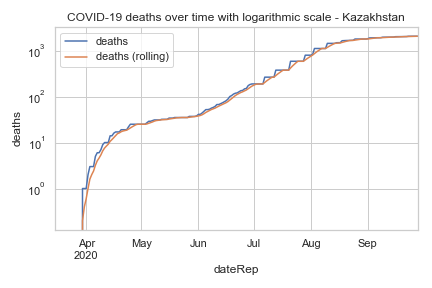 COVID-19 deaths over time with logarithmic scale - Kazakhstan
deaths
deaths (rolling)
deaths
10³
10²
10¹
10⁰
Apr May Jun Jul Aug Sep
2020
dateRep